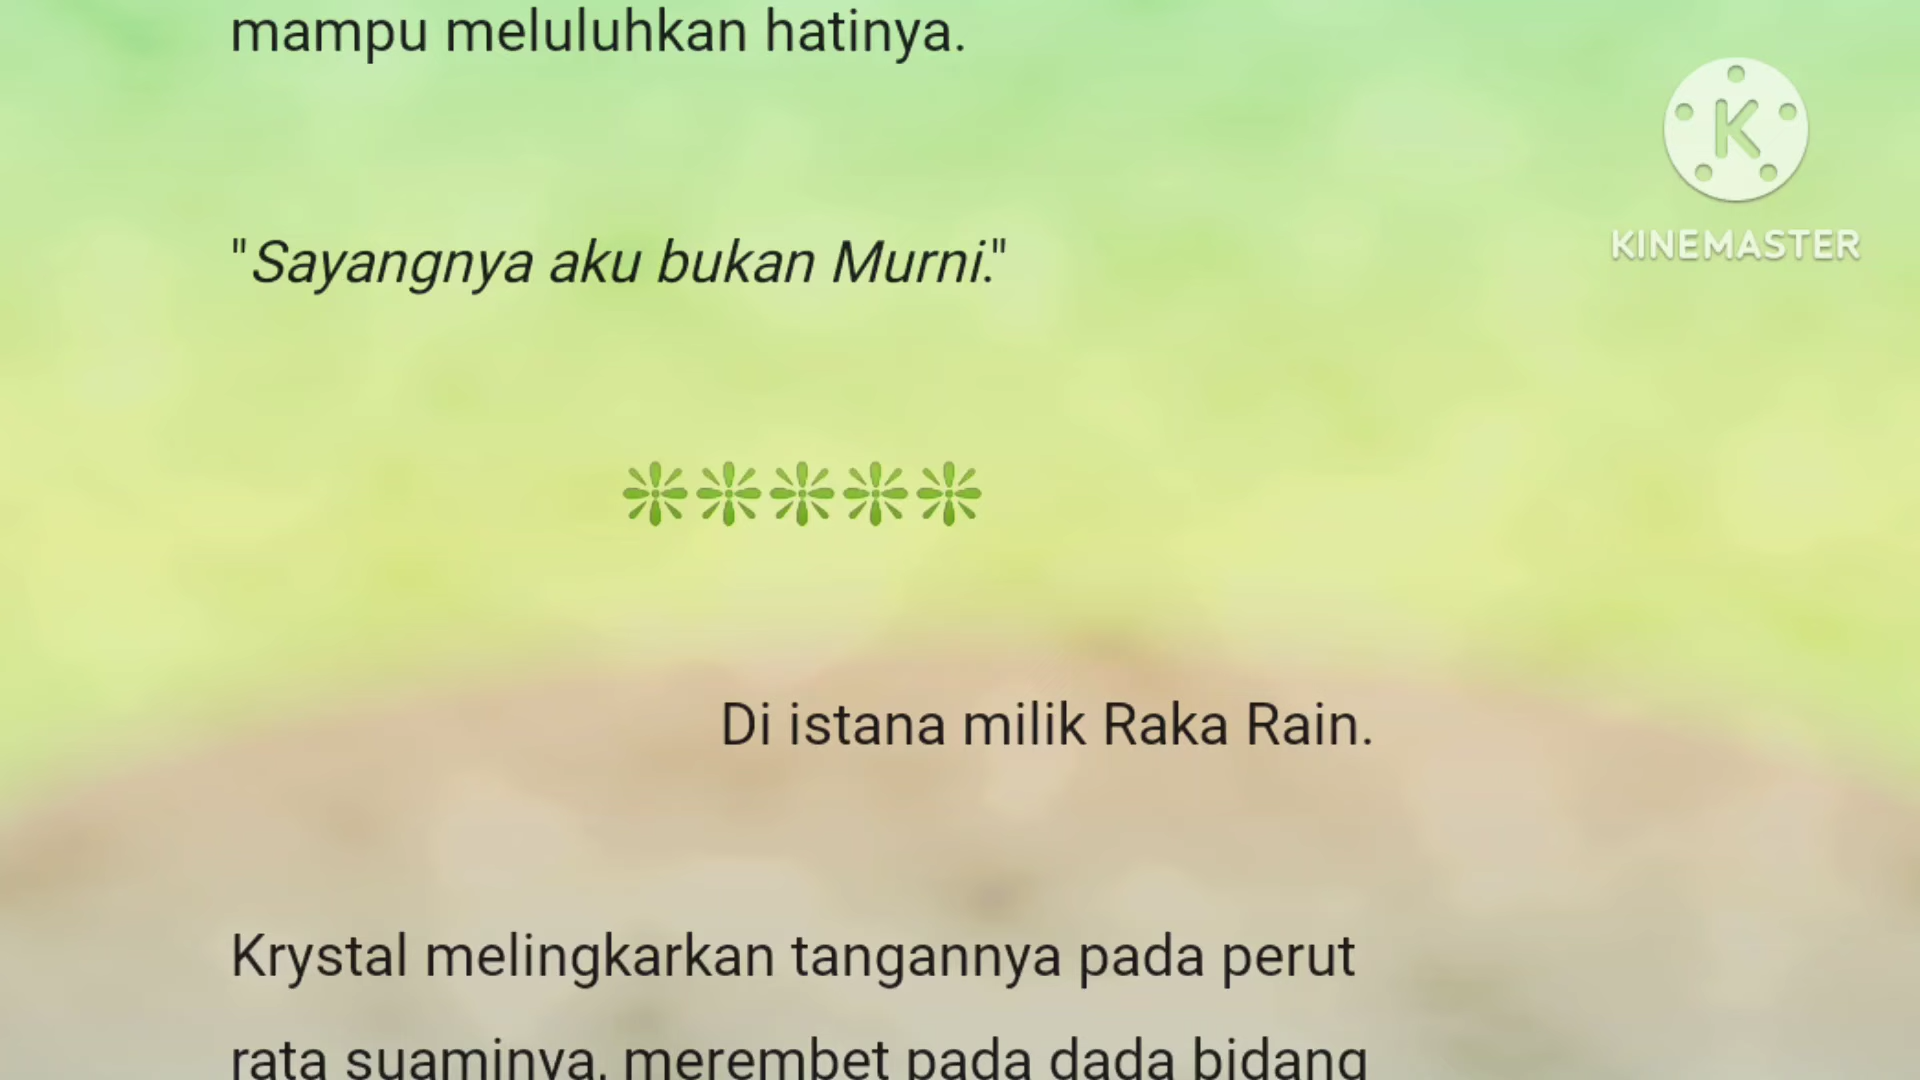 mampu meluluhkan hatinya.
K
KINEMASTER
"Sayangnya aku bukan Murni."
❇❇❇❇❇
Di istana milik Raka Rain.
Krystal melingkarkan tangannya pada perut
rata suaminya, merembet pada dada bidang